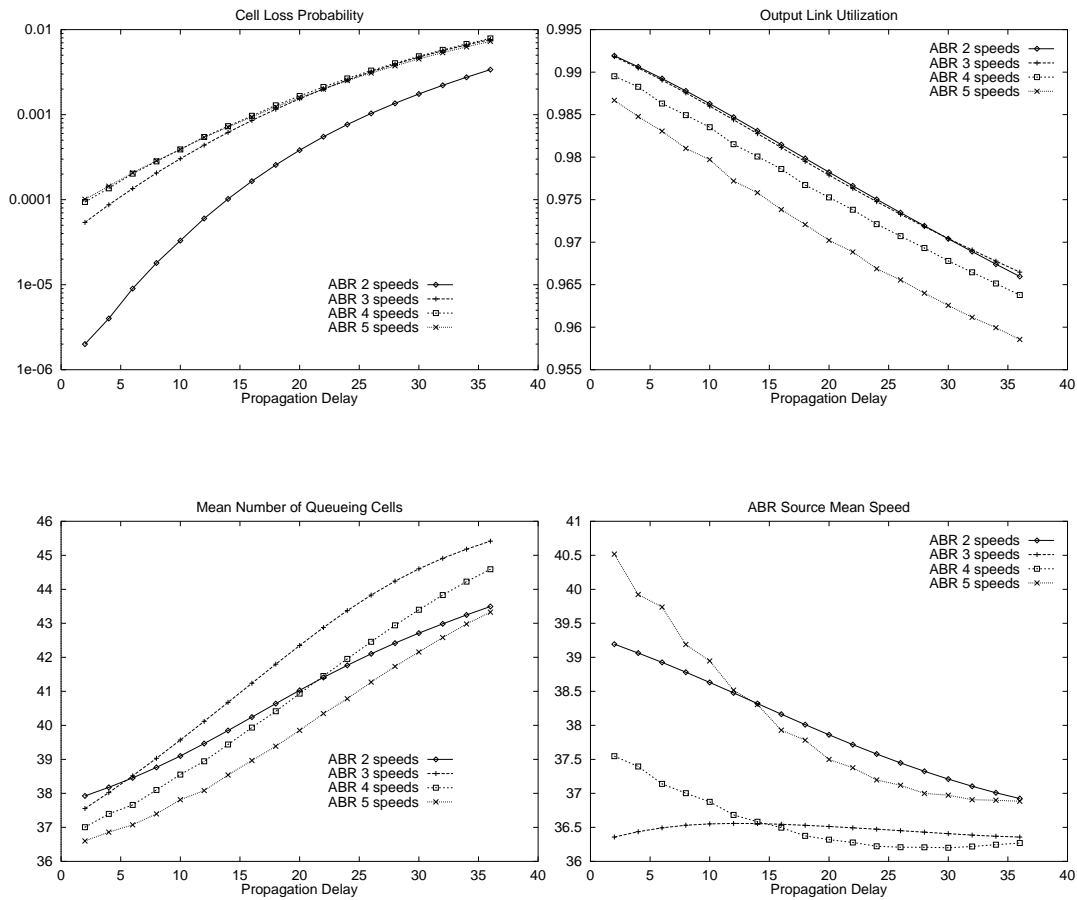 Cell Loss Probability
0.01
0.001
0.0001
1e-05
1e-06
ABR 2 speeds
ABR 3 speeds
ABR 4 speeds
ABR 5 speeds
0 5 10 15 20 25 30 35 40
Propagation Delay
Output Link Utilization
0.995
0.99
0.985
0.98
0.975
0.97
0.965
0.96
0.955
ABR 2 speeds
ABR 3 speeds
ABR 4 speeds
ABR 5 speeds
0 5 10 15 20 25 30 35 40
Propagation Delay
Mean Number of Queueing Cells
46
45
44
43
42
41
40
39
38
37
36
ABR 2 speeds
ABR 3 speeds
ABR 4 speeds
ABR 5 speeds
0 5 10 15 20 25 30 35 40
Propagation Delay
ABR Source Mean Speed
41
40.5
40
39.5
39
38.5
38
37.5
37
36.5
36
ABR 2 speeds
ABR 3 speeds
ABR 4 speeds
ABR 5 speeds
0 5 10 15 20 25 30 35 40
Propagation Delay